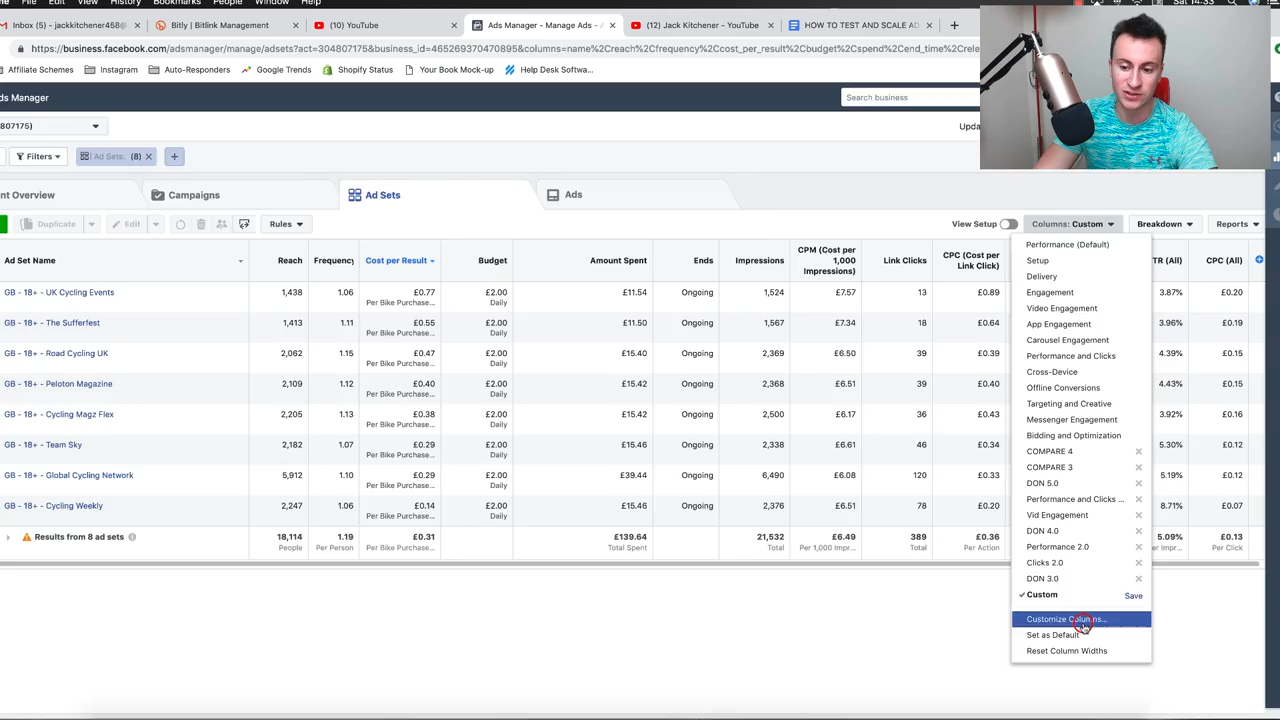 History Bookmarks People Window Help
Sat 14:33
jackkitchener458@
Bitly | Bitlink Management
(10) YouTube
Ads Manager - Manage Ads -
(12) Jack Kitchener - YouTube
HOW TO TEST AND SCALE AD
https://business.facebook.com/adsmanager/manage/adsets?act=304807175&business_id=465269370470895&columns=name%2Creach%2Cfrequency%2Ccost_per_result%2Cbudget%2Cspend%2Cend_time%2Crele
Affiliate Schemes
Instagram
Auto-Responders
Google Trends
Shopify Status
Your Book Mock-up
Help Desk Softwa...
Ads Manager
Search business
807175)
Upda
Filters
Ad Sets: (8)
nt Overview
Campaigns
Ad Sets
Ads
Duplicate
Edit
Rules
View Setup
Columns: Custom
Breakdown
Reports
Ad Set Name Reach Frequency Cost per Result Budget Amount Spent Ends Impressions CPM (Cost per 1,000 Impressions) Link Clicks CPC (Cost per Link Click) TR (All) CPC (All)
GB - 18+ - UK Cycling Events 1,438 1.06 £0.77 £2.00 £11.54 Ongoing 1,524 £7.57 13 £0.89 3.87% £0.20
Per Bike Purchase... Daily
GB - 18+ - The Sufferfest 1,413 1.11 £0.55 £2.00 £11.50 Ongoing 1,567 £7.34 18 £0.64 3.96% £0.19
Per Bike Purchase... Daily
GB - 18+ - Road Cycling UK 2,062 1.15 £0.47 £2.00 £15.40 Ongoing 2,369 £6.50 39 £0.39 4.39% £0.15
Per Bike Purchase... Daily
GB - 18+ - Peloton Magazine 2,109 1.12 £0.40 £2.00 £15.42 Ongoing 2,368 £6.51 39 £0.40 4.43% £0.15
Per Bike Purchase... Daily
GB - 18+ - Cycling Magz Flex 2,205 1.13 £0.38 £2.00 £15.42 Ongoing 2,500 £6.17 36 £0.43 3.92% £0.16
Per Bike Purchase... Daily
GB - 18+ - Team Sky 2,182 1.07 £0.29 £2.00 £15.46 Ongoing 2,338 £6.61 46 £0.34 5.30% £0.12
Per Bike Purchase... Daily
GB - 18+ - Global Cycling Network 5,912 1.10 £0.29 £2.00 £39.44 Ongoing 6,490 £6.08 120 £0.33 5.19% £0.12
Per Bike Purchase... Daily
GB - 18+ - Cycling Weekly 2,247 1.06 £0.14 £2.00 £15.46 Ongoing 2,376 £6.51 78 £0.20 8.71% £0.07
Per Bike Purchase... Daily
Results from 8 ad sets 18,114 1.19 £0.31 £139.64 21,532 £6.49 389 £0.36 5.09% £0.13
People Per Person Per Bike Purchase... Total Spent Total Per 1,000 Impr... Total Per Action er Impr... Per Click
Performance (Default)
Setup
Delivery
Engagement
Video Engagement
App Engagement
Carousel Engagement
Performance and Clicks
Cross-Device
Offline Conversions
Targeting and Creative
Messenger Engagement
Bidding and Optimization
COMPARE 4
COMPARE 3
DON 5.0
Performance and Clicks ...
Vid Engagement
DON 4.0
Performance 2.0
Clicks 2.0
DON 3.0
Custom Save
Customize Columns...
Set as Default
Reset Column Widths